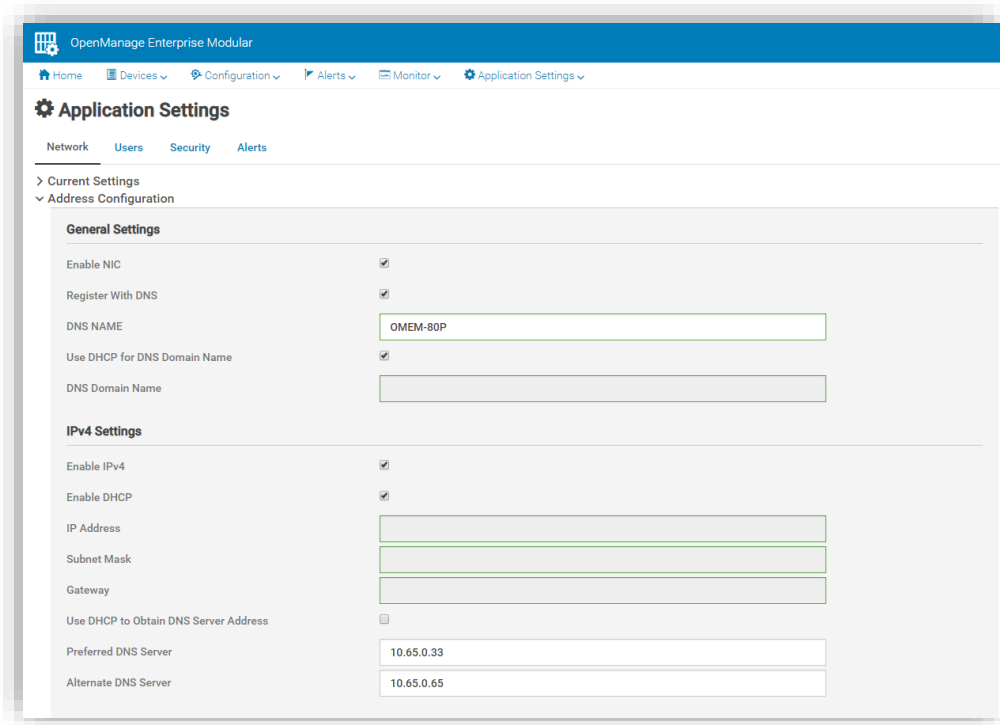 OpenManage Enterprise Modular
Home Devices Configuration Alerts Monitor Application Settings
Application Settings
Network Users Security Alerts
Current Settings
Address Configuration
General Settings
Enable NIC
Register With DNS
DNS NAME OMEM-80P
Use DHCP for DNS Domain Name
DNS Domain Name
IPv4 Settings
Enable IPv4
Enable DHCP
IP Address
Subnet Mask
Gateway
Use DHCP to Obtain DNS Server Address
Preferred DNS Server 10.65.0.33
Alternate DNS Server 10.65.0.65